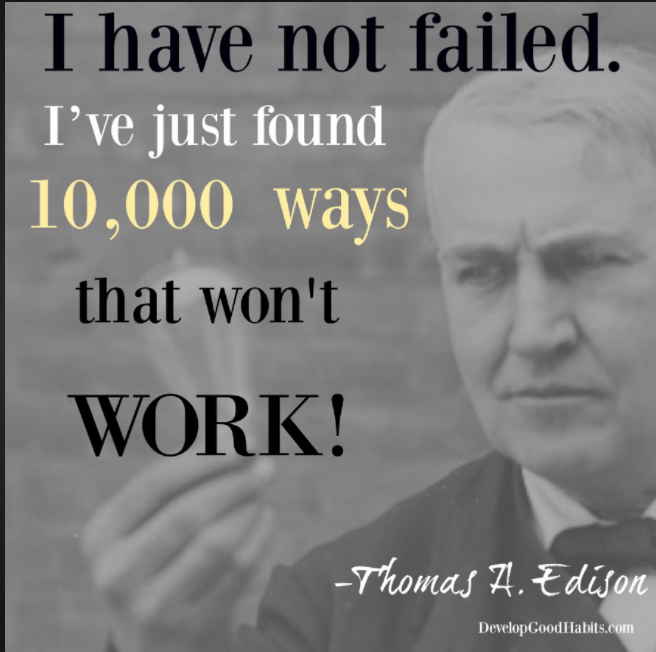 I have not failed.
I've just found
10,000 ways
that won't
WORK!
-Thomas A. Edison
DevelopGoodHabits.com